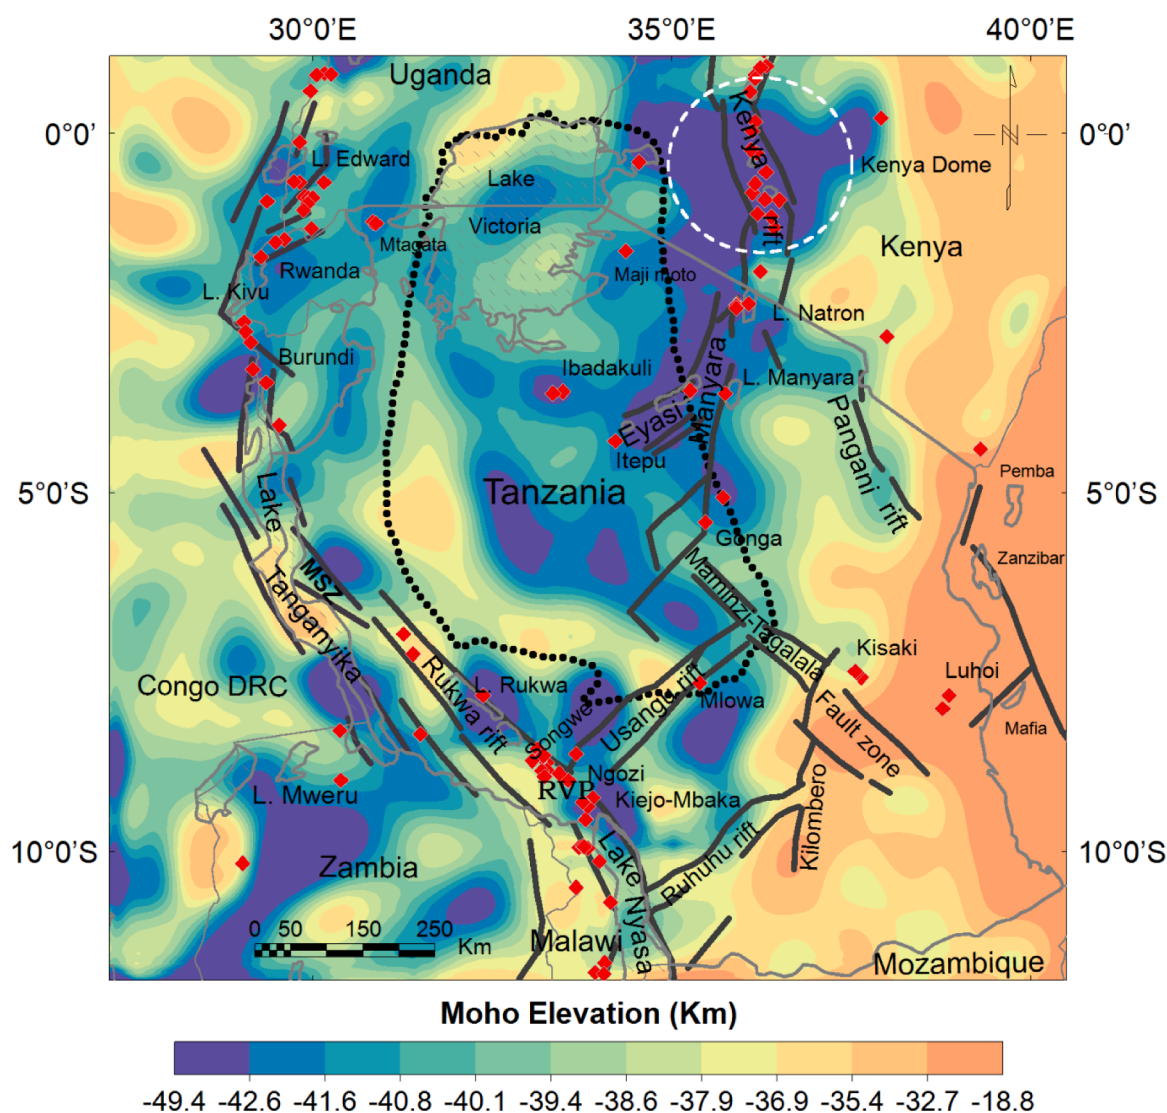 30°0'E
35°0'E
40°0'E
Uganda
0°0'
0°0'
Kenya
rift
L. Edward
Kenya Dome
Lake
Victoria
Mtagata
Kenya
Rwanda
Maji moto
L. Kivu
L. Natron
Burundi
Ibadakuli
L. Manyara
Manyara
Eyasi
Itepu
Pangani rift
Pemba
5°0'S
5°0'S
Tanzania
Lake
Tanganyika
Gonga
Zanzibar
MSZ
Maminzi-Tagalala
Fault zone
Kisaki
Congo DRC
Rukwa rift
L. Rukwa
Luhoi
Mlowa
Usangu rift
Songwe
Mafia
Ngozi
RVP
L. Mweru
Kiejo-Mbaka
Kilombero
10°0'S
10°0'S
Zambia
Lake Nyasa
Ruhuhu rift
0 50 150 250
Km
Malawi
Mozambique
N
Moho Elevation (Km)
-49.4 -42.6 -41.6 -40.8 -40.1 -39.4 -38.6 -37.9 -36.9 -35.4 -32.7 -18.8